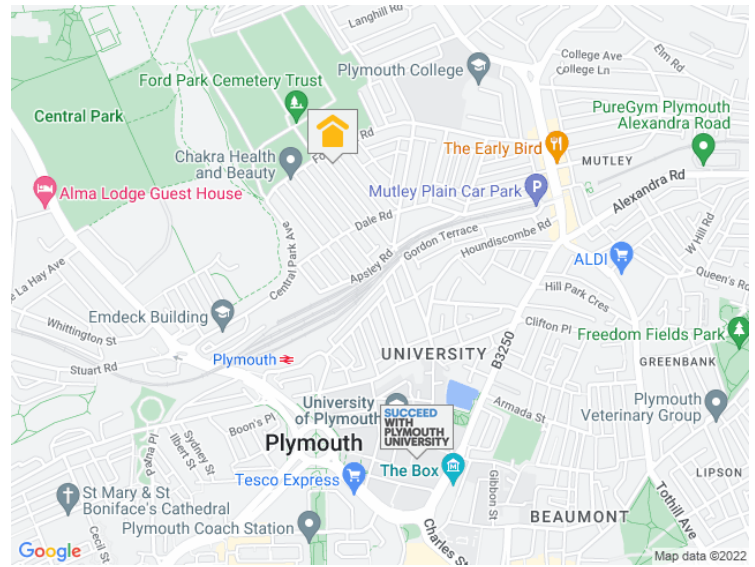 Langhill Rd
College Ave
College Ln
Elm Rd
Plymouth College
Ford Park
Cemetery Trust
Central Park
PureGym Plymouth
Alexandra Road
The Early Bird
MUTLEY
Chakra Health
and Beauty
Rd
Alma Lodge Guest House
Mutley Plain Car Park
P
Alexandra Rd
Dale Rd
Gordon Terrace
Houndiscombe Rd
W Hill Rd
Central Park Ave
Apsley Rd
ALDI
Queen's Rd
La Hay Ave
Hill Park Cres
Emdeck Building
Clifton Pl
Whittington St
Freedom Fields Park
Stuart Rd
Plymouth
UNIVERSITY
B3250
GREENBANK
University
of Plymouth
SUCCEED
WITH
PLYMOUTH
UNIVERSITY
Armada St
Plymouth
Veterinary Group
Patna Pl
Boon's Pl
Sydney St
Ilbert St
Plymouth
The Box
Tesco Express
Gibbon St
LIPSON
St Mary & St
Boniface's Cathedral
Tothill Ave
BEAUMONT
Plymouth Coach Station
Charles St
Cecil St
Google
Map data ©2022